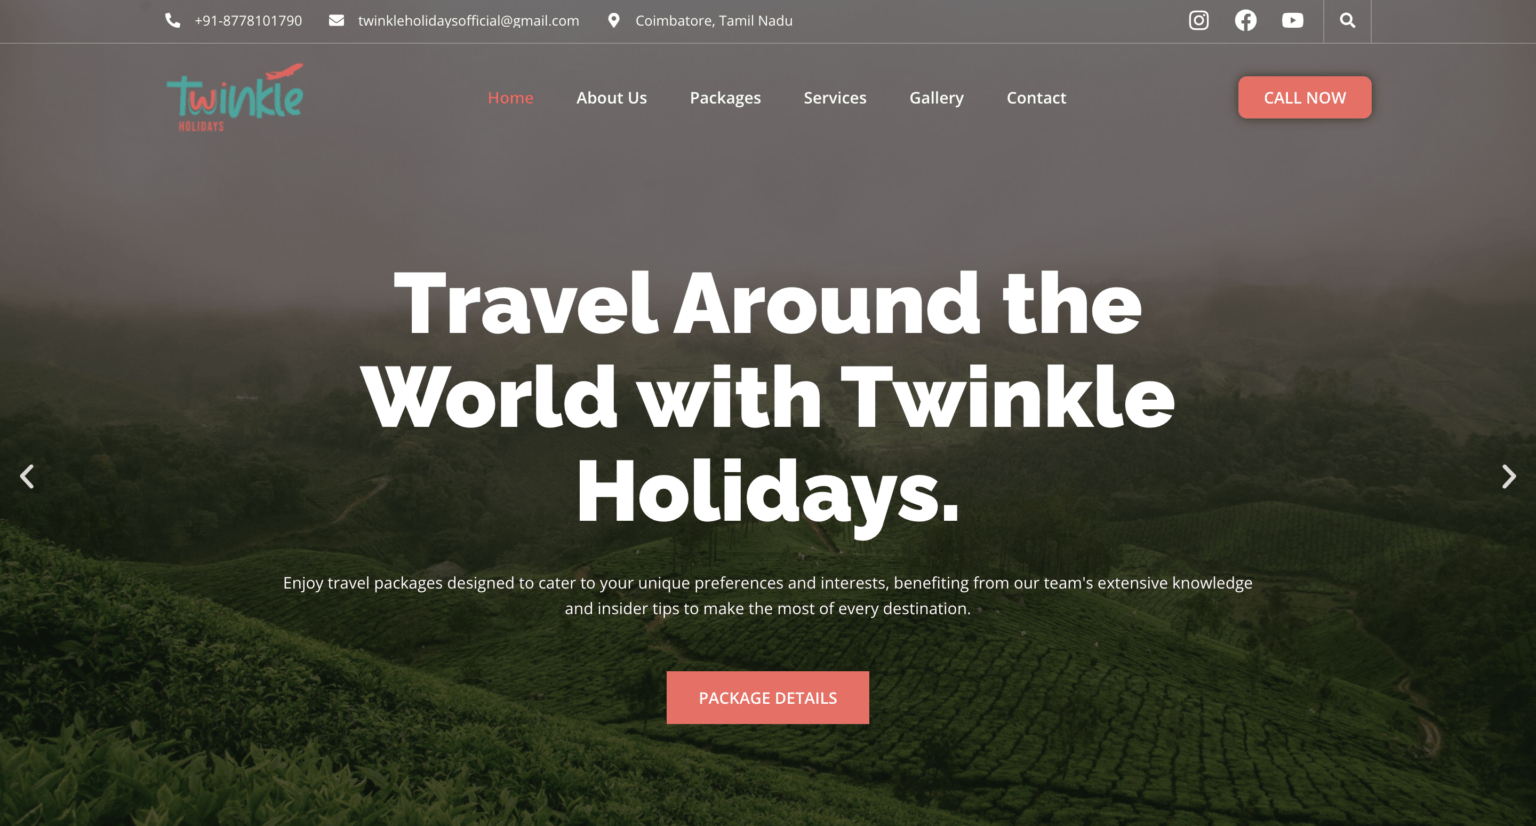 +91-8778101790 twinkleholidaysofficial@gmail.com Coimbatore, Tamil Nadu
Twinkle
HOLIDAYS
Home About Us Packages Services Gallery Contact
CALL NOW
Travel Around the
World with Twinkle
Holidays.
Enjoy travel packages designed to cater to your unique preferences and interests, benefiting from our team's extensive knowledge
and insider tips to make the most of every destination.
PACKAGE DETAILS